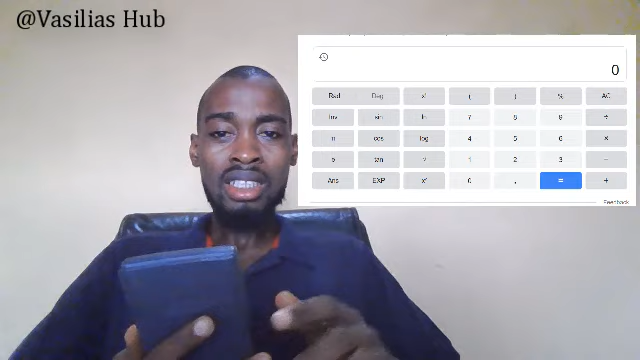 @Vasilias Hub
0
Rad Deg x! ( ) % AC
Inv sin ln 7 8 9 ÷
π cos log 4 5 6 ×
e tan √ 1 2 3 −
Ans EXP 0 = +
Feedback